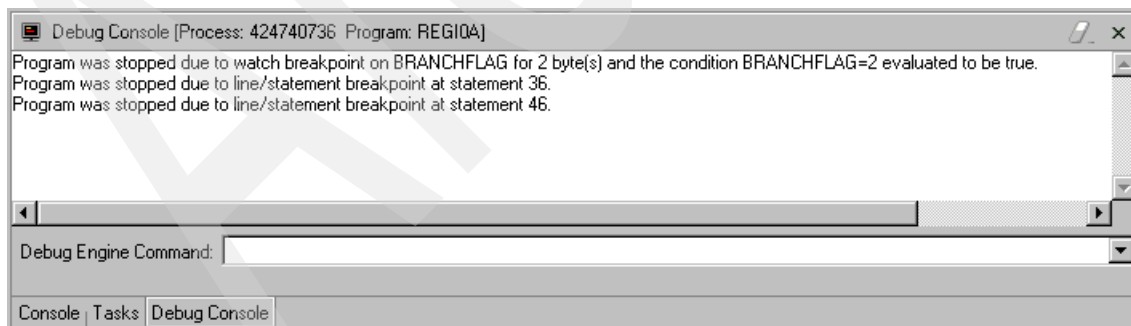 Debug Console [Process: 424740736 Program: REGI0A]
Program was stopped due to watch breakpoint on BRANCHFLAG for 2 byte(s) and the condition BRANCHFLAG=2 evaluated to be true.
Program was stopped due to line/statement breakpoint at statement 36.
Program was stopped due to line/statement breakpoint at statement 46.
Debug Engine Command:
Console Tasks Debug Console